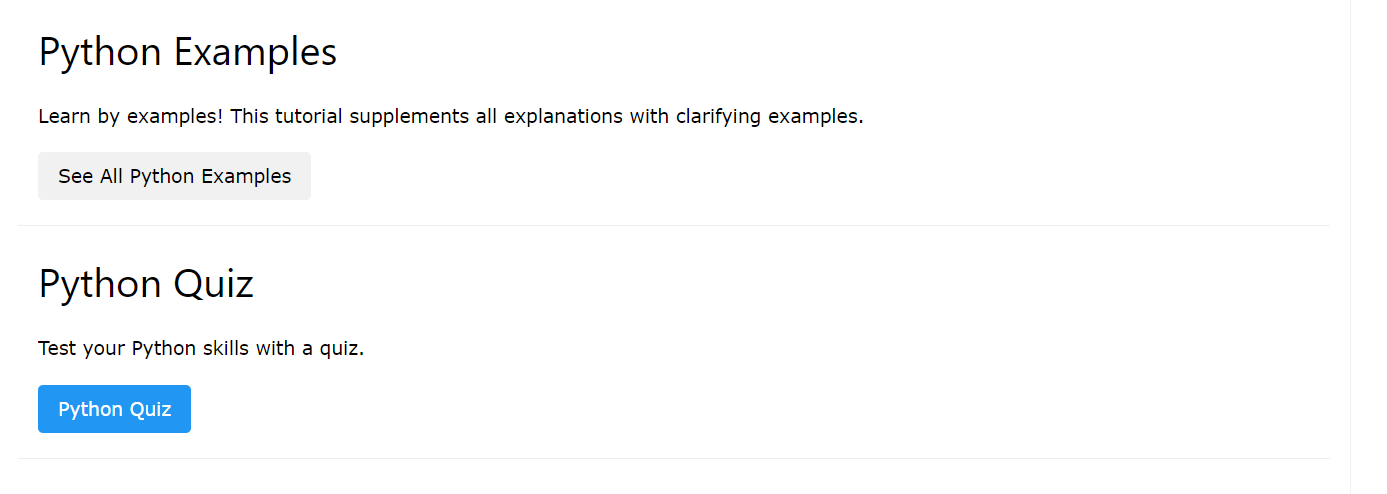 Python Examples
Learn by examples! This tutorial supplements all explanations with clarifying examples.
See All Python Examples
Python Quiz
Test your Python skills with a quiz.
Python Quiz